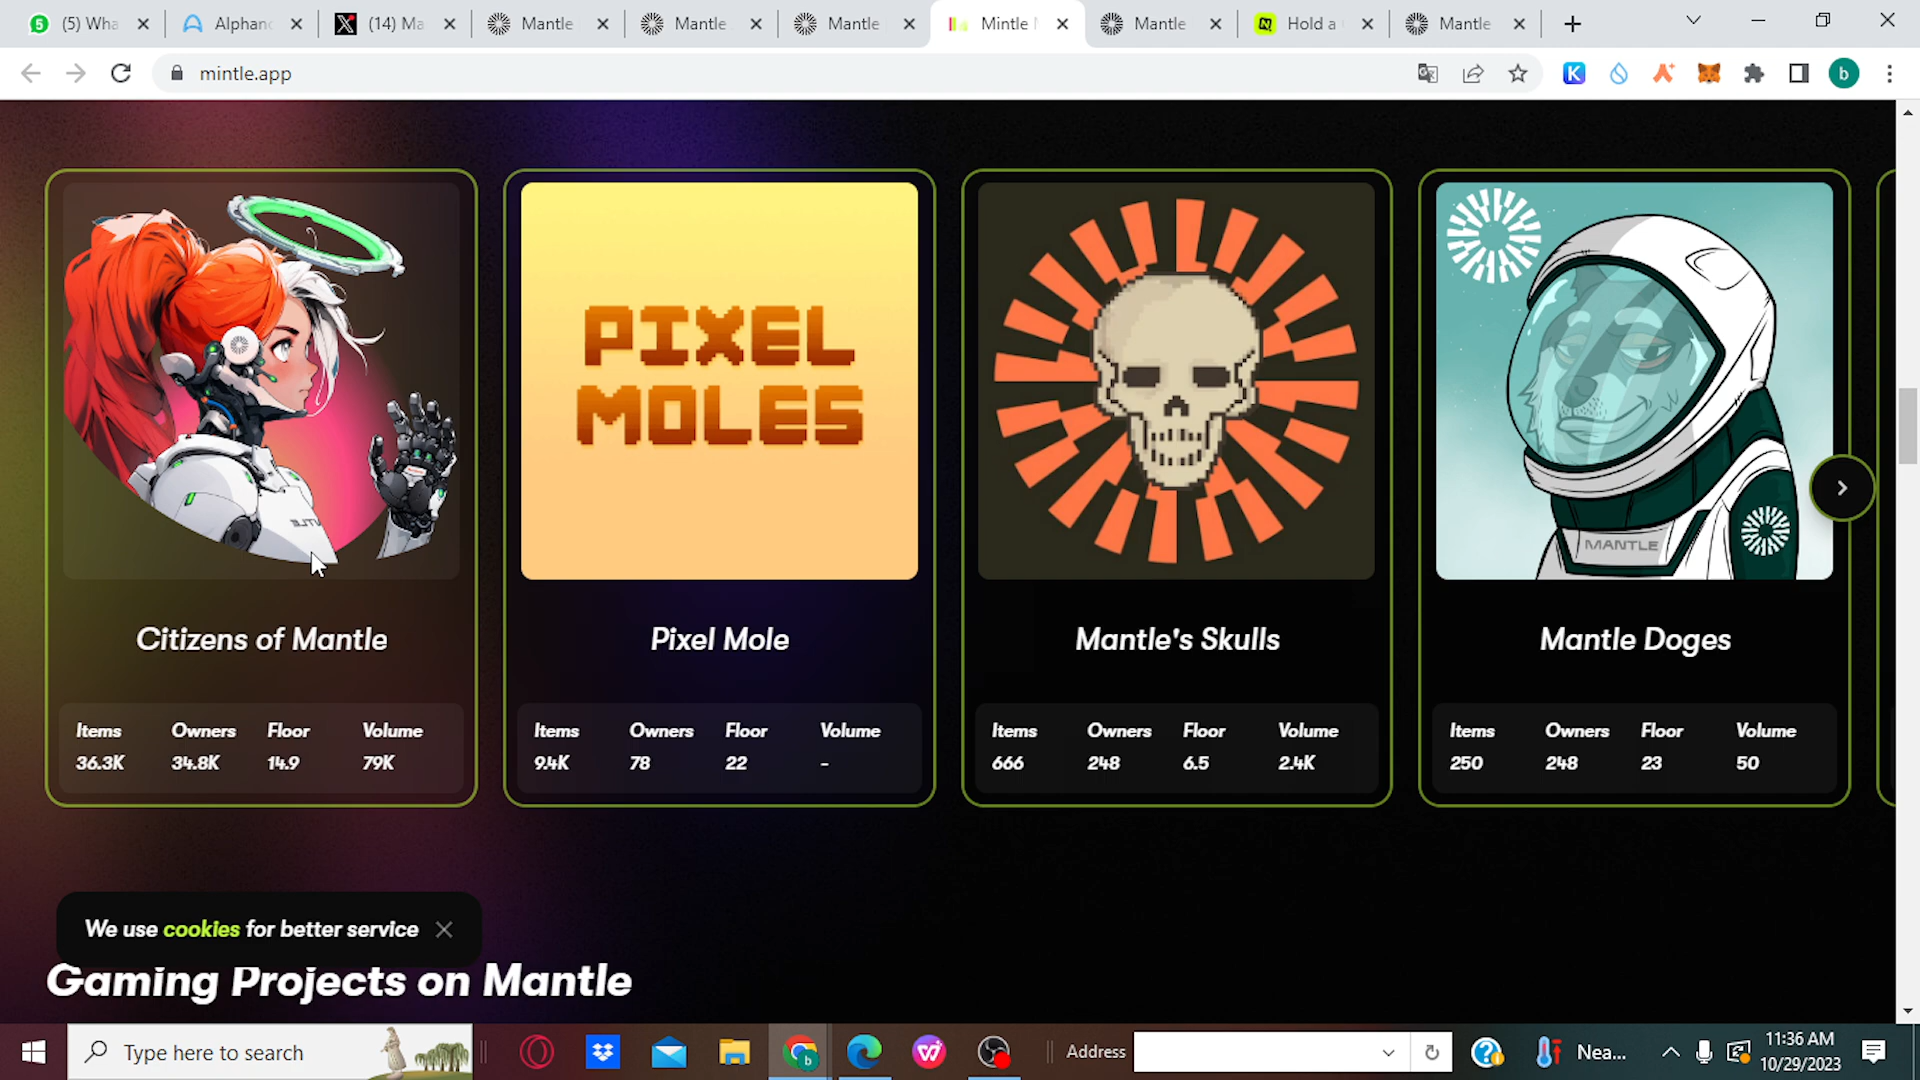 (5) Wha
Alphanc
(14) Ma
Mantle
Mantle
Mantle
Mintle
Mantle
Hold a
Mantle
mintle.app
b
PIXEL
MOLES
MANTLE
Citizens of Mantle
Pixel Mole
Mantle's Skulls
Mantle Doges
Items Owners Floor Volume
36.3K 34.8K 14.9 79K
Items Owners Floor Volume
9.4K 78 22 -
Items Owners Floor Volume
666 248 6.5 2.4K
Items Owners Floor Volume
250 248 23 50
We use cookies for better service
Gaming Projects on Mantle
Type here to search
Address
Nea...
11:36 AM
10/29/2023